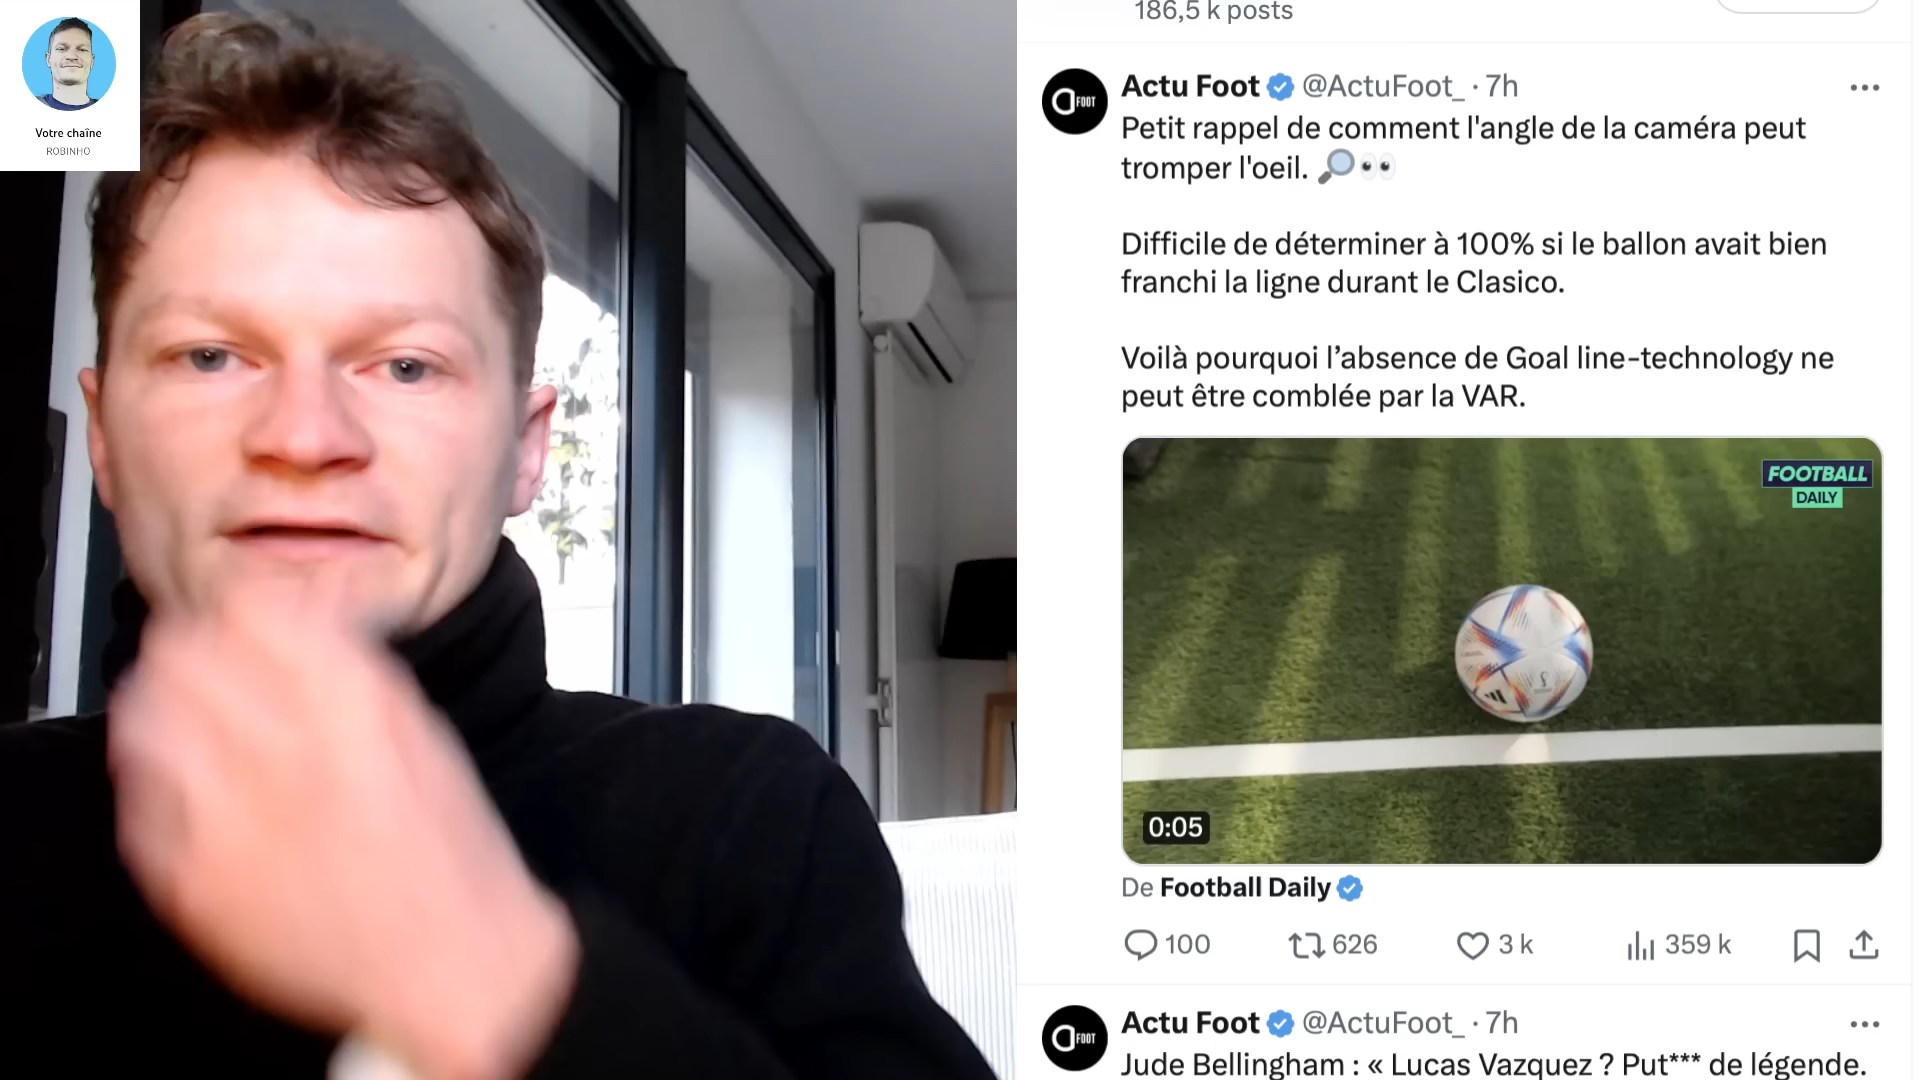 Votre chaîne
ROBINHO
186,5 k posts
FOOT
Actu Foot @ActuFoot_ · 7h
Petit rappel de comment l'angle de la caméra peut
tromper l'oeil. 🔎👀
Difficile de déterminer à 100% si le ballon avait bien
franchi la ligne durant le Clasico.
Voilà pourquoi l’absence de Goal line-technology ne
peut être comblée par la VAR.
FOOTBALL
DAILY
0:05
De Football Daily
100 626 3 k 359 k
FOOT
Actu Foot @ActuFoot_ · 7h
Jude Bellingham : « Lucas Vazquez ? Put*** de légende.